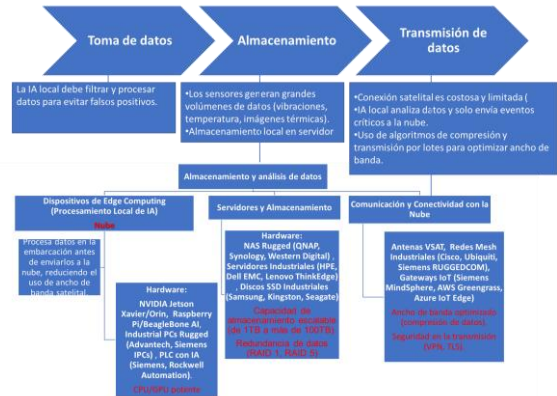 Toma de datos
Almacenamiento
Transmisión de
datos
La IA local debe filtrar y procesar
datos para evitar falsos positivos.
•Los sensores generan grandes
volúmenes de datos (vibraciones,
temperatura, imágenes térmicas).
•Almacenamiento local en servidor
•Conexión satelital es costosa y limitada (
•IA local analiza datos y solo envía eventos
críticos a la nube.
•Uso de algoritmos de compresión y
transmisión por lotes para optimizar ancho de
banda.
Almacenamiento y análisis de datos
Dispositivos de Edge Computing
(Procesamiento Local de IA)
Nube
Procesa datos en la
embarcación antes
de enviarlos a la
nube, reduciendo el
uso de ancho de
banda satelital.
Hardware:
NVIDIA Jetson
Xavier/Orin, Raspberry
Pi/BeagleBone AI,
Industrial PCs Rugged
(Advantech, Siemens
IPCs) , PLC con IA
(Siemens, Rockwell
Automation).
CPU/GPU potente
Servidores y Almacenamiento
Hardware:
NAS Rugged (QNAP,
Synology, Western Digital) ,
Servidores Industriales (HPE,
Dell EMC, Lenovo ThinkEdge)
, Discos SSD Industriales
(Samsung, Kingston, Seagate)
Capacidad de
almacenamiento escalable
(de 1TB a más de 100TB)
Redundancia de datos
(RAID 1, RAID 5)
Comunicación y Conectividad con la
Nube
Antenas VSAT, Redes Mesh
Industriales (Cisco, Ubiquiti,
Siemens RUGGEDCOM),
Gateways IoT (Siemens
MindSphere, AWS Greengrass,
Azure IoT Edge)
Ancho de banda optimizado
(compresión de datos).
Seguridad en la transmisión
(VPN, TLS).